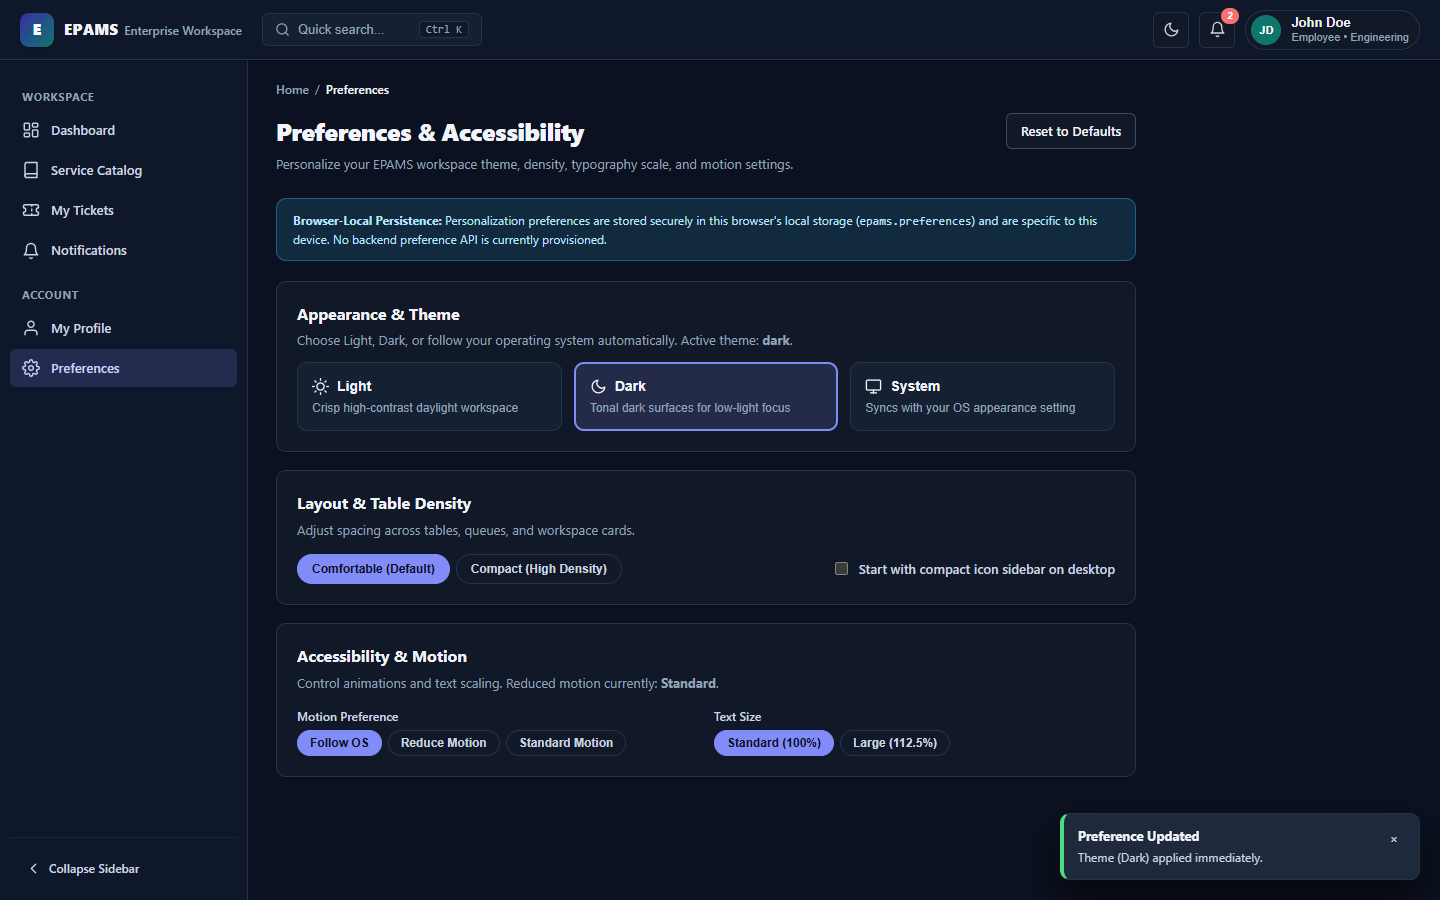 E EPAMS Enterprise Workspace
Quick search... Ctrl K
2
JD John Doe
Employee • Engineering
WORKSPACE
Dashboard
Service Catalog
My Tickets
Notifications
ACCOUNT
My Profile
Preferences
Collapse Sidebar
Home / Preferences
Preferences & Accessibility
Reset to Defaults
Personalize your EPAMS workspace theme, density, typography scale, and motion settings.
Browser-Local Persistence: Personalization preferences are stored securely in this browser's local storage (epams.preferences) and are specific to this
device. No backend preference API is currently provisioned.
Appearance & Theme
Choose Light, Dark, or follow your operating system automatically. Active theme: dark.
Light
Crisp high-contrast daylight workspace
Dark
Tonal dark surfaces for low-light focus
System
Syncs with your OS appearance setting
Layout & Table Density
Adjust spacing across tables, queues, and workspace cards.
Comfortable (Default) Compact (High Density) Start with compact icon sidebar on desktop
Accessibility & Motion
Control animations and text scaling. Reduced motion currently: Standard.
Motion Preference
Follow OS Reduce Motion Standard Motion
Text Size
Standard (100%) Large (112.5%)
Preference Updated ×
Theme (Dark) applied immediately.